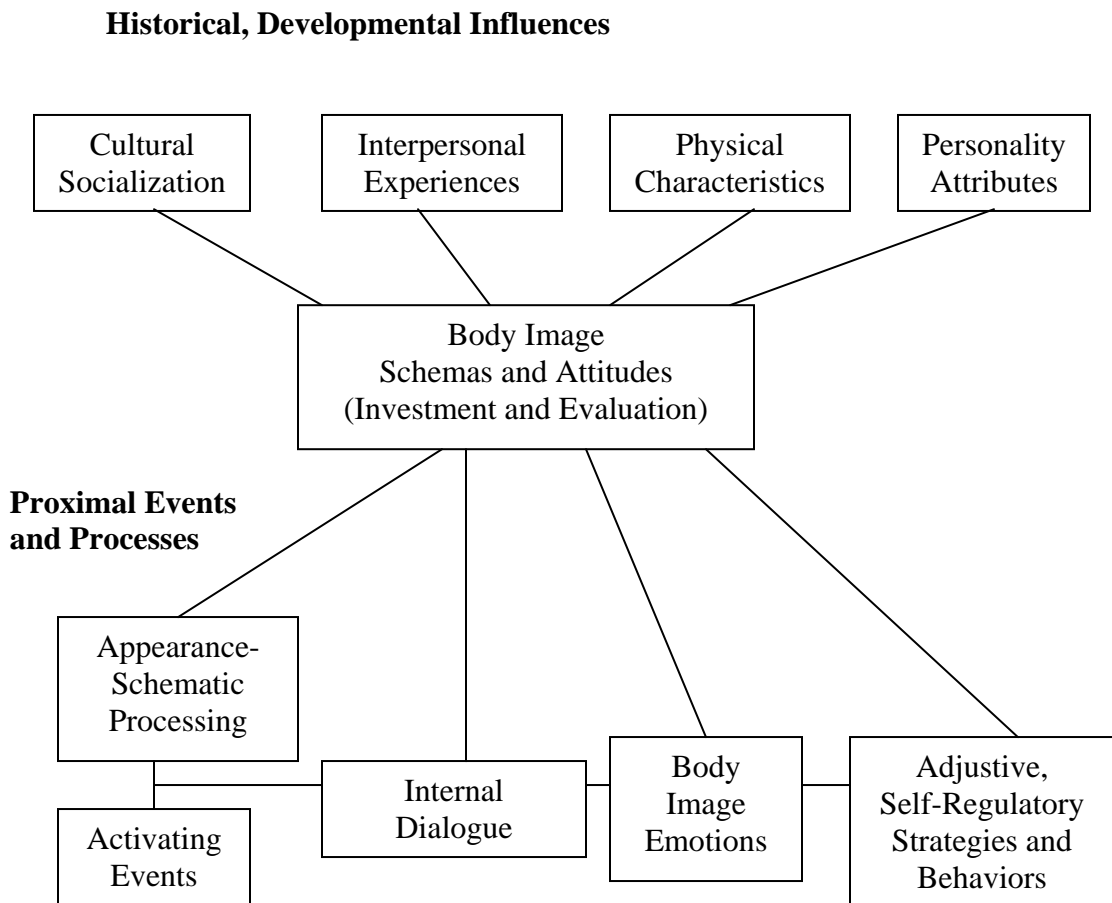 Historical, Developmental Influences
Cultural
Socialization
Interpersonal
Experiences
Physical
Characteristics
Personality
Attributes
Body Image
Schemas and Attitudes
(Investment and Evaluation)
Proximal Events
and Processes
Appearance-
Schematic
Processing
Activating
Events
Internal
Dialogue
Body
Image
Emotions
Adjustive,
Self-Regulatory
Strategies and
Behaviors